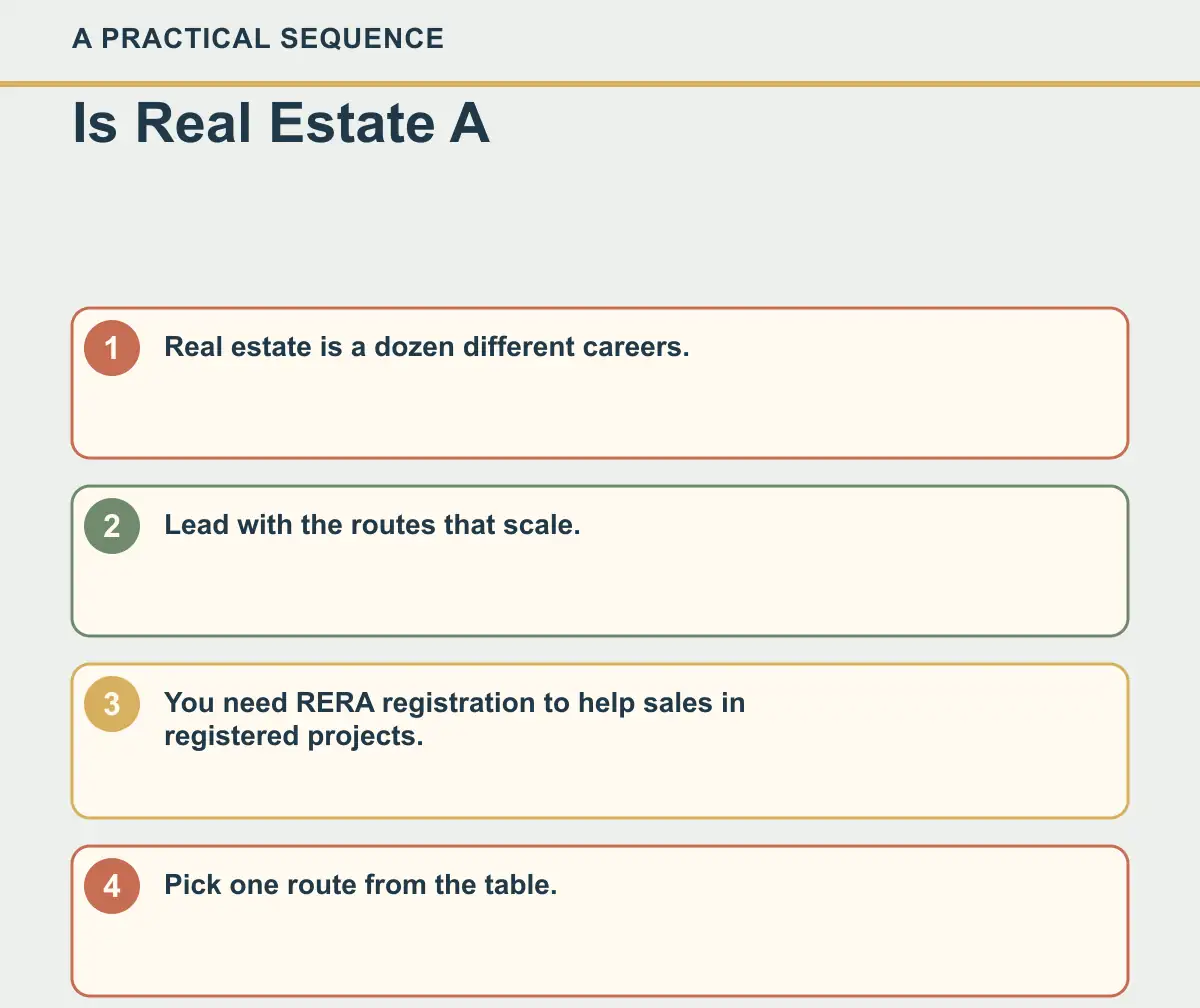 A PRACTICAL SEQUENCE
Is Real Estate A
1
Real estate is a dozen different careers.
2
Lead with the routes that scale.
3
You need RERA registration to help sales in
registered projects.
4
Pick one route from the table.